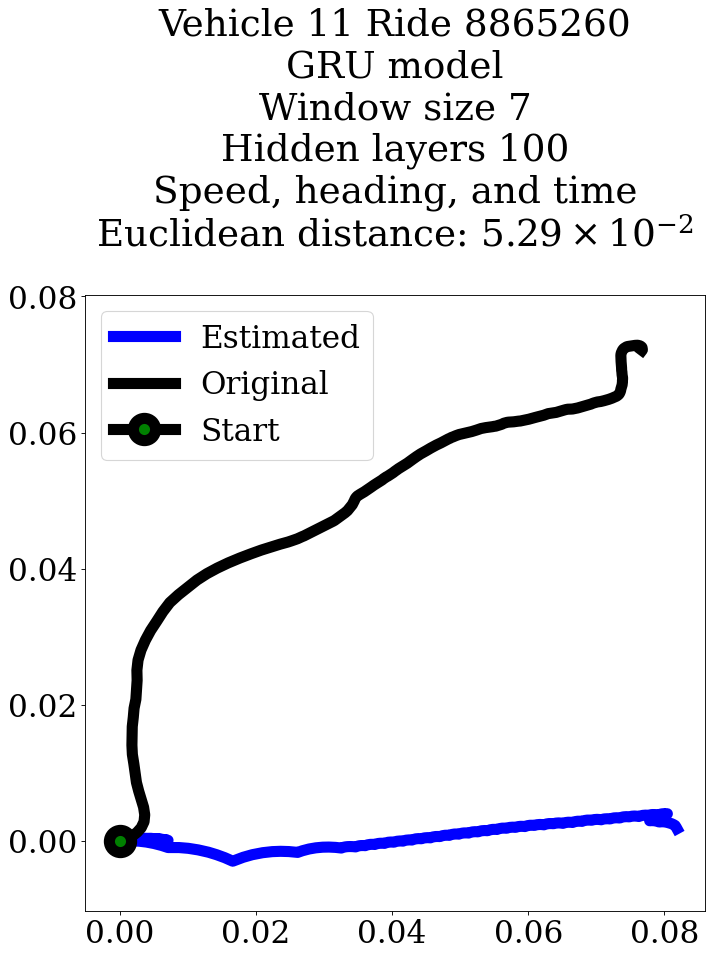 Vehicle 11 Ride 8865260
GRU model
Window size 7
Hidden layers 100
Speed, heading, and time
Euclidean distance: 5.29 × 10⁻²
0.08
Estimated
Original
Start
0.06
0.04
0.02
0.00
0.00 0.02 0.04 0.06 0.08